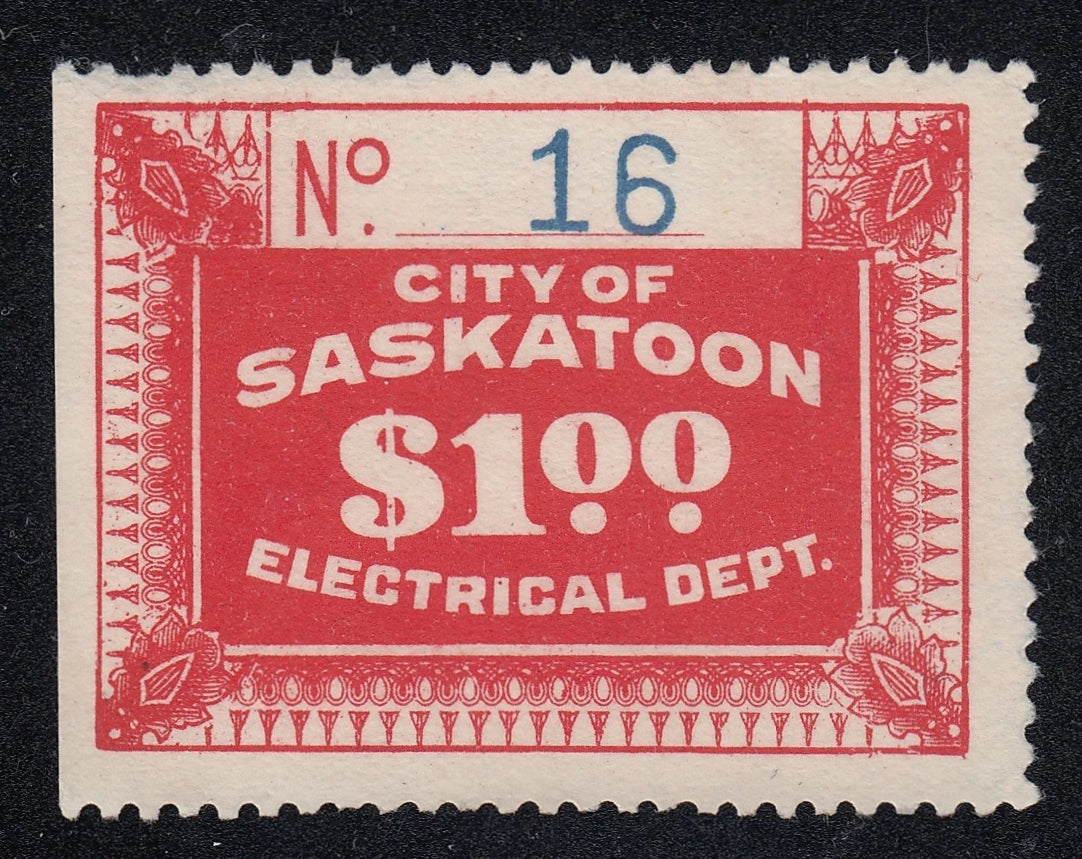 No. 16
CITY OF
SASKATOON
$1.00
ELECTRICAL DEPT.